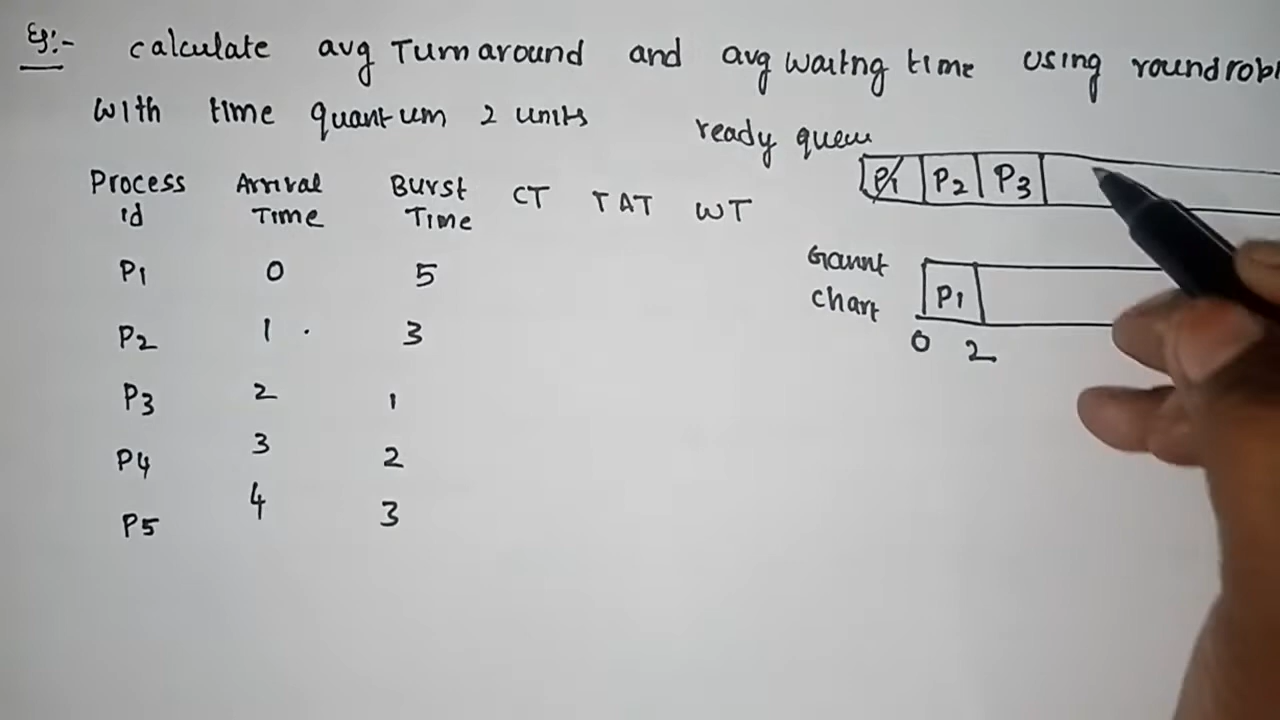 Eg:- calculate avg Turnaround and avg waiting time using roundrobi
with time quantum 2 units
ready queue
P1 P2 P3
Process id Arrival Time Burst Time CT TAT WT
Gannt chart
P1
0 2
P1 0 5
P2 1 3
P3 2 1
P4 3 2
P5 4 3